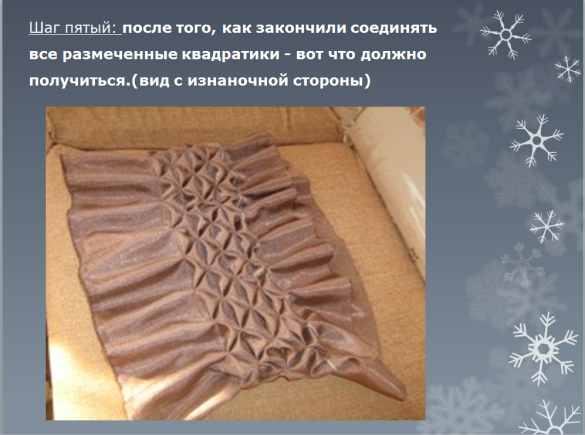 Шаг пятый: после того, как закончили соединять
все размеченные квадратики - вот что должно
получиться.(вид с изнаночной стороны)